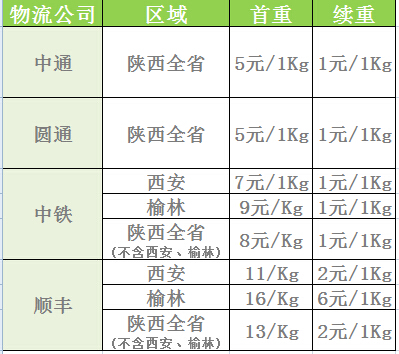 物流公司 区域 首重 续重
中通 陕西全省 5元/1Kg 1元/1Kg
圆通 陕西全省 5元/1Kg 1元/1Kg
中铁 西安 7元/1Kg 1元/1Kg
榆林 9元/Kg 1元/1Kg
陕西全省 8元/Kg 1元/1Kg
(不含西安、榆林)
顺丰 西安 11/Kg 2元/1Kg
榆林 16/Kg 6元/1Kg
陕西全省 13/Kg 2元/1Kg
(不含西安、榆林)